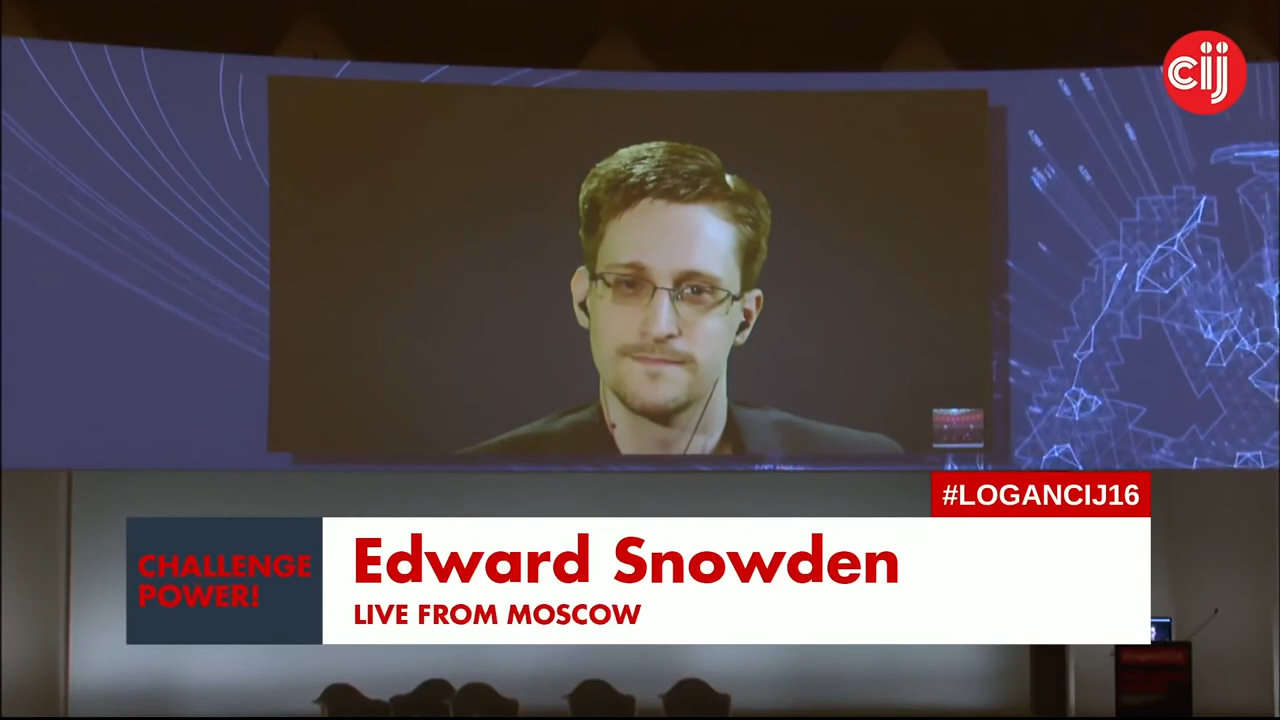 cij
#LOGANCIJ16
CHALLENGE
POWER!
Edward Snowden
LIVE FROM MOSCOW